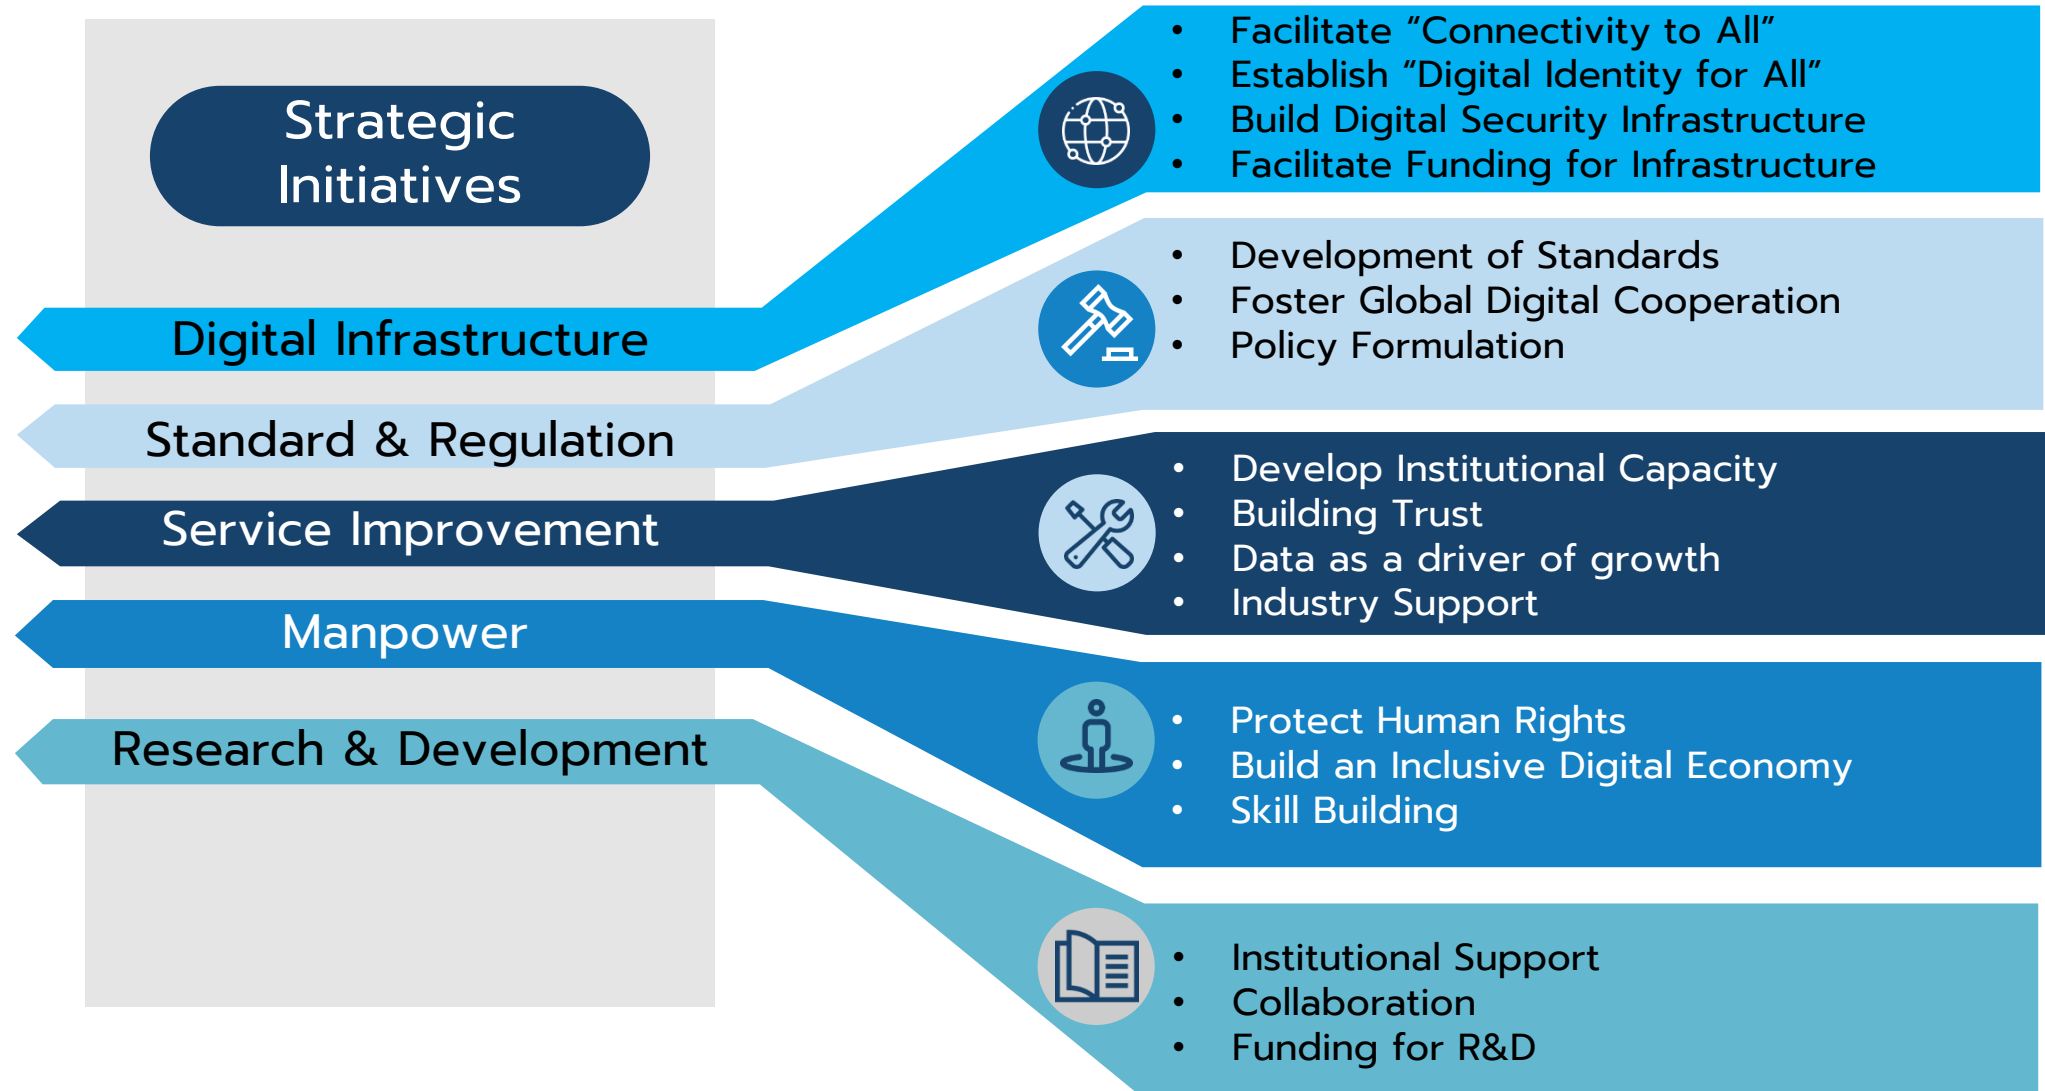 Strategic
Initiatives
Digital Infrastructure
• Facilitate “Connectivity to All”
• Establish “Digital Identity for All”
• Build Digital Security Infrastructure
• Facilitate Funding for Infrastructure
Standard & Regulation
• Development of Standards
• Foster Global Digital Cooperation
• Policy Formulation
Service Improvement
• Develop Institutional Capacity
• Building Trust
• Data as a driver of growth
• Industry Support
Manpower
• Protect Human Rights
• Build an Inclusive Digital Economy
• Skill Building
Research & Development
• Institutional Support
• Collaboration
• Funding for R&D